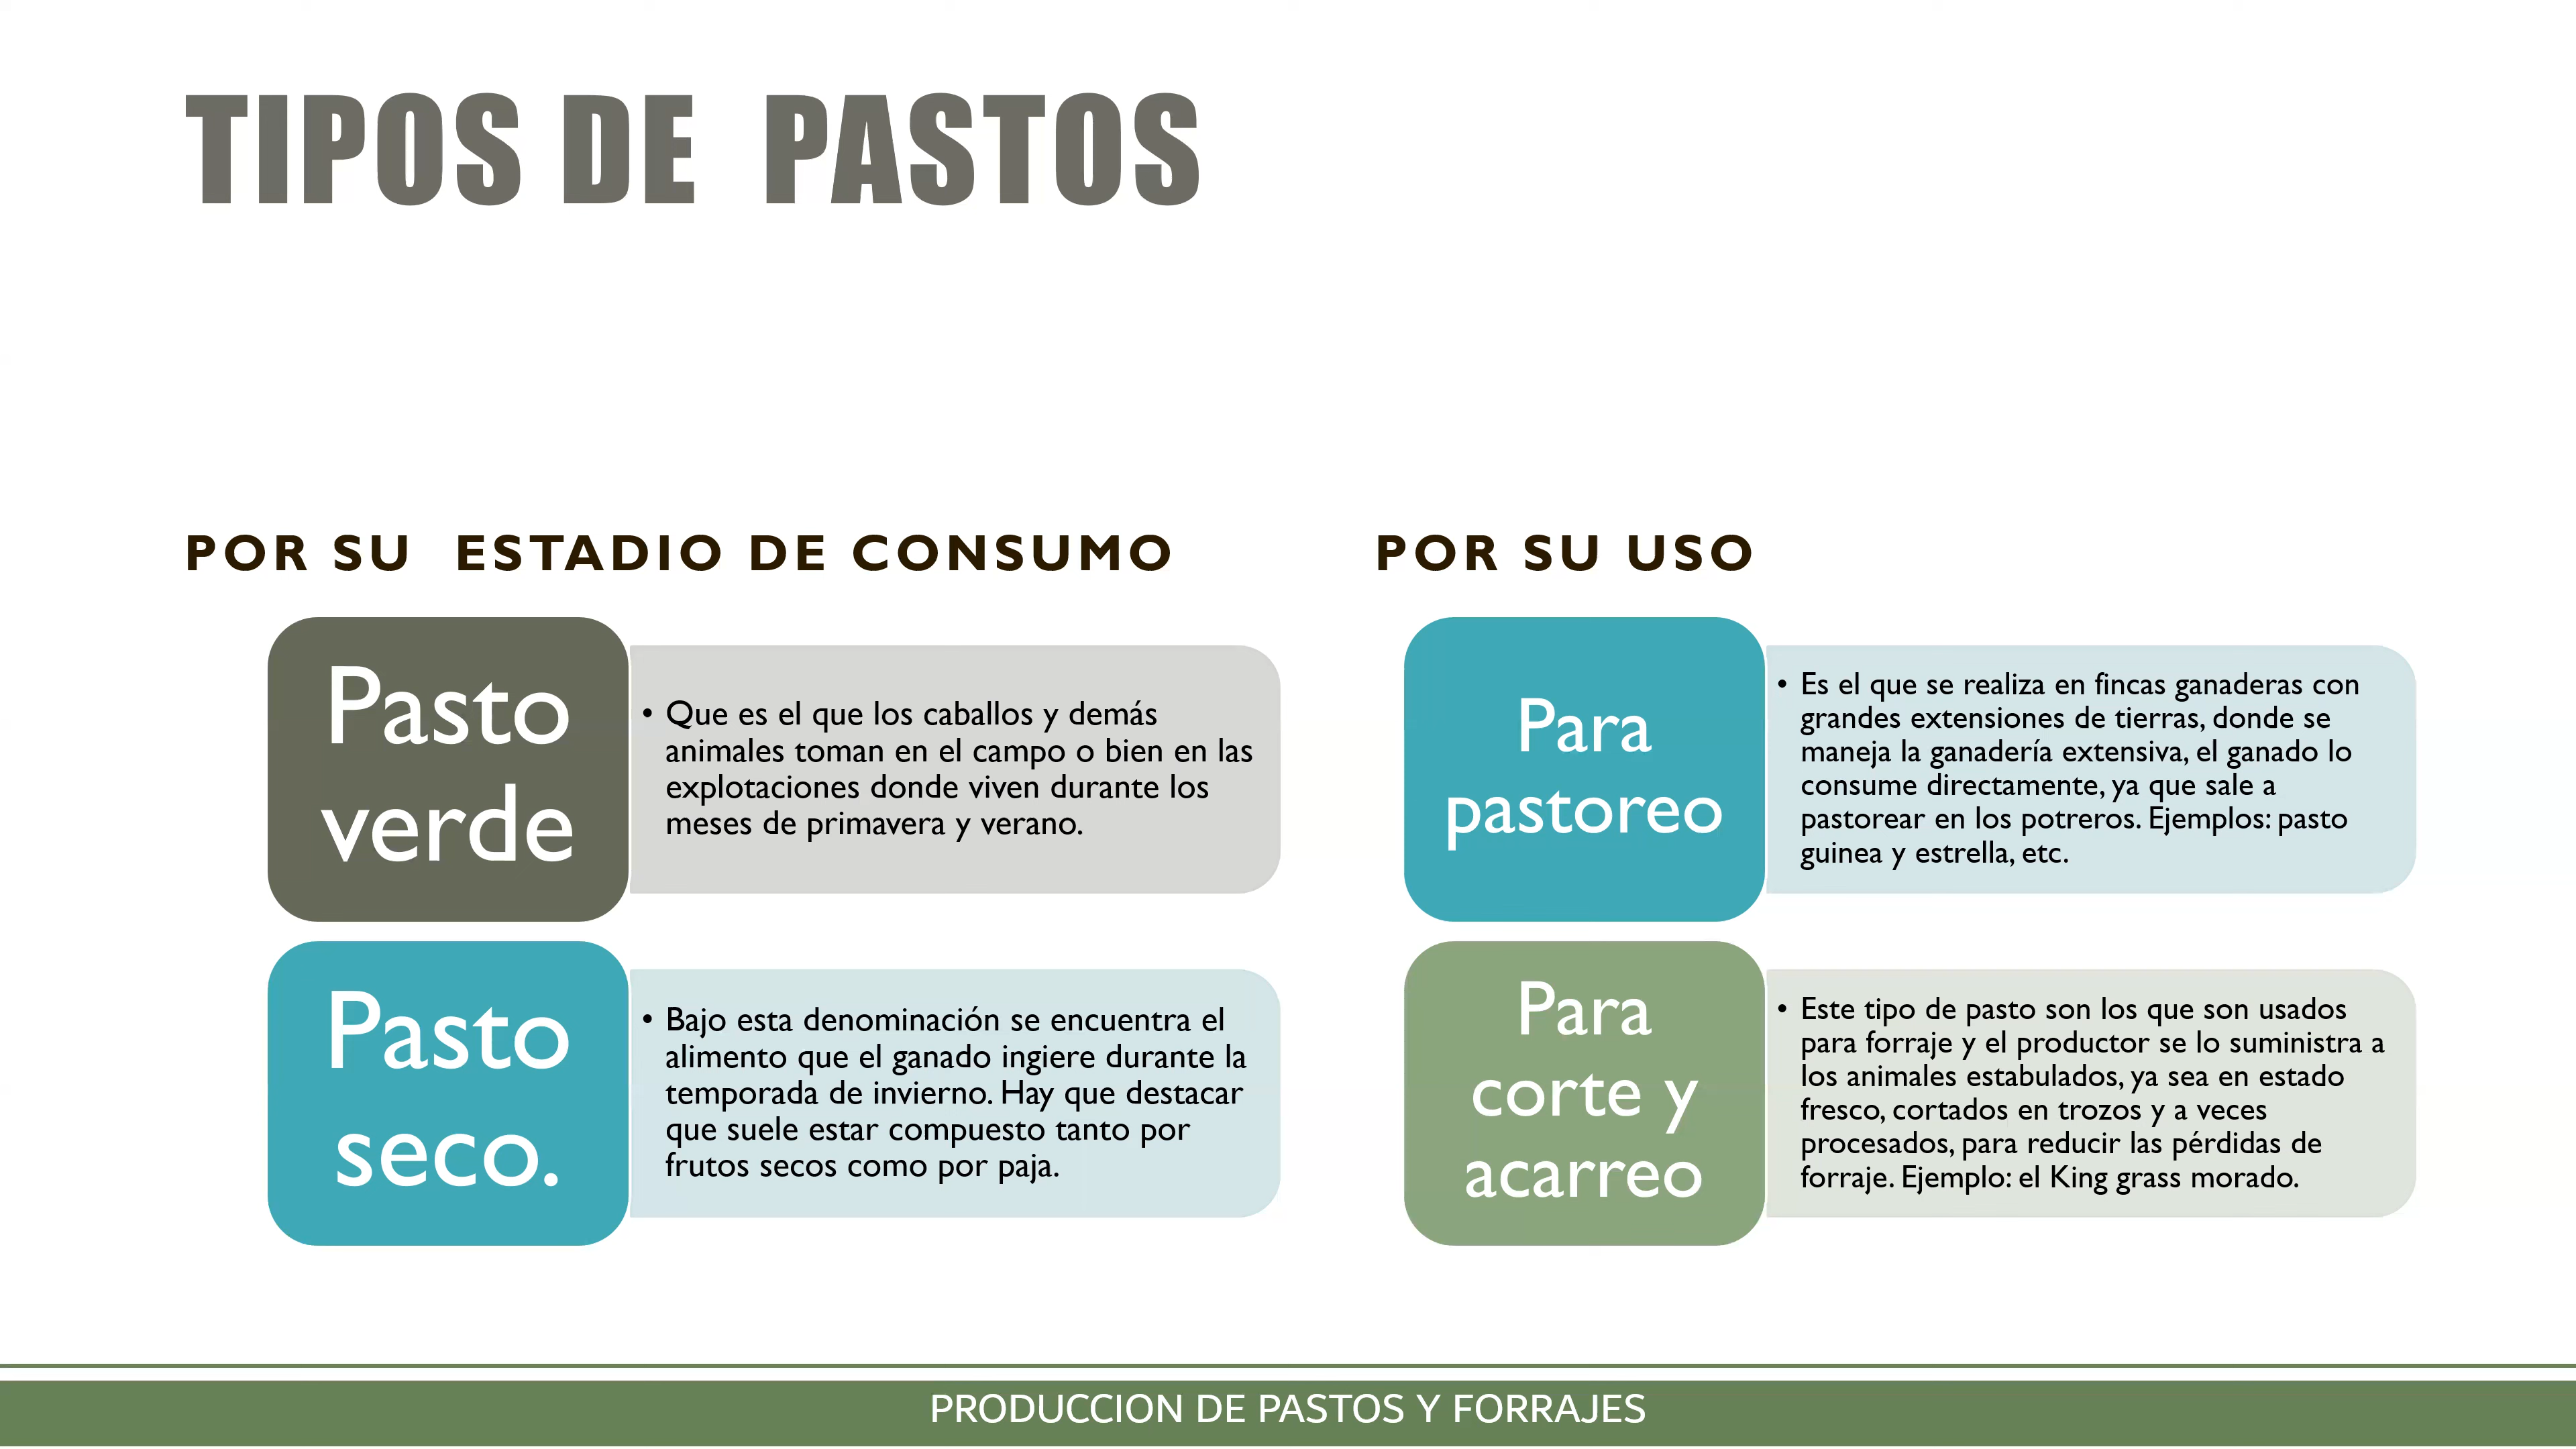 TIPOS DE PASTOS
POR SU ESTADIO DE CONSUMO
Pasto
verde
• Que es el que los caballos y demás
animales toman en el campo o bien en las
explotaciones donde viven durante los
meses de primavera y verano.
Pasto
seco.
• Bajo esta denominación se encuentra el
alimento que el ganado ingiere durante la
temporada de invierno. Hay que destacar
que suele estar compuesto tanto por
frutos secos como por paja.
POR SU USO
Para
pastoreo
• Es el que se realiza en fincas ganaderas con
grandes extensiones de tierras, donde se
maneja la ganadería extensiva, el ganado lo
consume directamente, ya que sale a
pastorear en los potreros. Ejemplos: pasto
guinea y estrella, etc.
Para
corte y
acarreo
• Este tipo de pasto son los que son usados
para forraje y el productor se lo suministra a
los animales estabulados, ya sea en estado
fresco, cortados en trozos y a veces
procesados, para reducir las pérdidas de
forraje. Ejemplo: el King grass morado.
PRODUCCION DE PASTOS Y FORRAJES